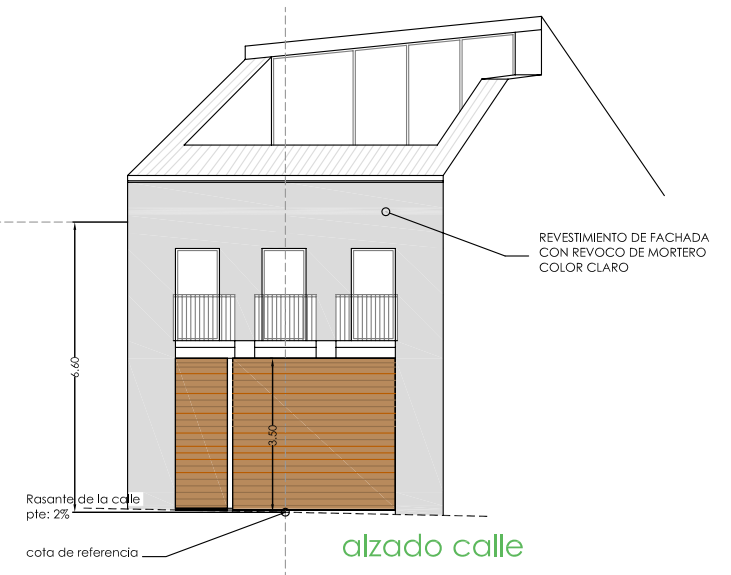 REVESTIMIENTO DE FACHADA
CON REVOCO DE MORTERO
COLOR CLARO
6.60
3.50
Rasante de la calle
pte: 2%
cota de referencia
alzado calle